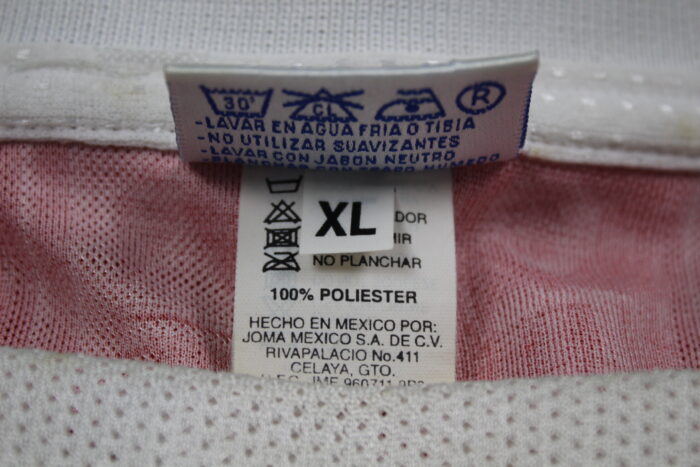 30°
CL
S
R
-LAVAR EN AGUA FRIA O TIBIA
-NO UTILIZAR SUAVIZANTES
-LAVAR CON JABON NEUTRO
XL
DOR
NO PLANCHAR
100% POLIESTER
HECHO EN MEXICO POR:
JOMA MEXICO S.A. DE C.V.
RIVAPALACIO No.411
CELAYA, GTO.